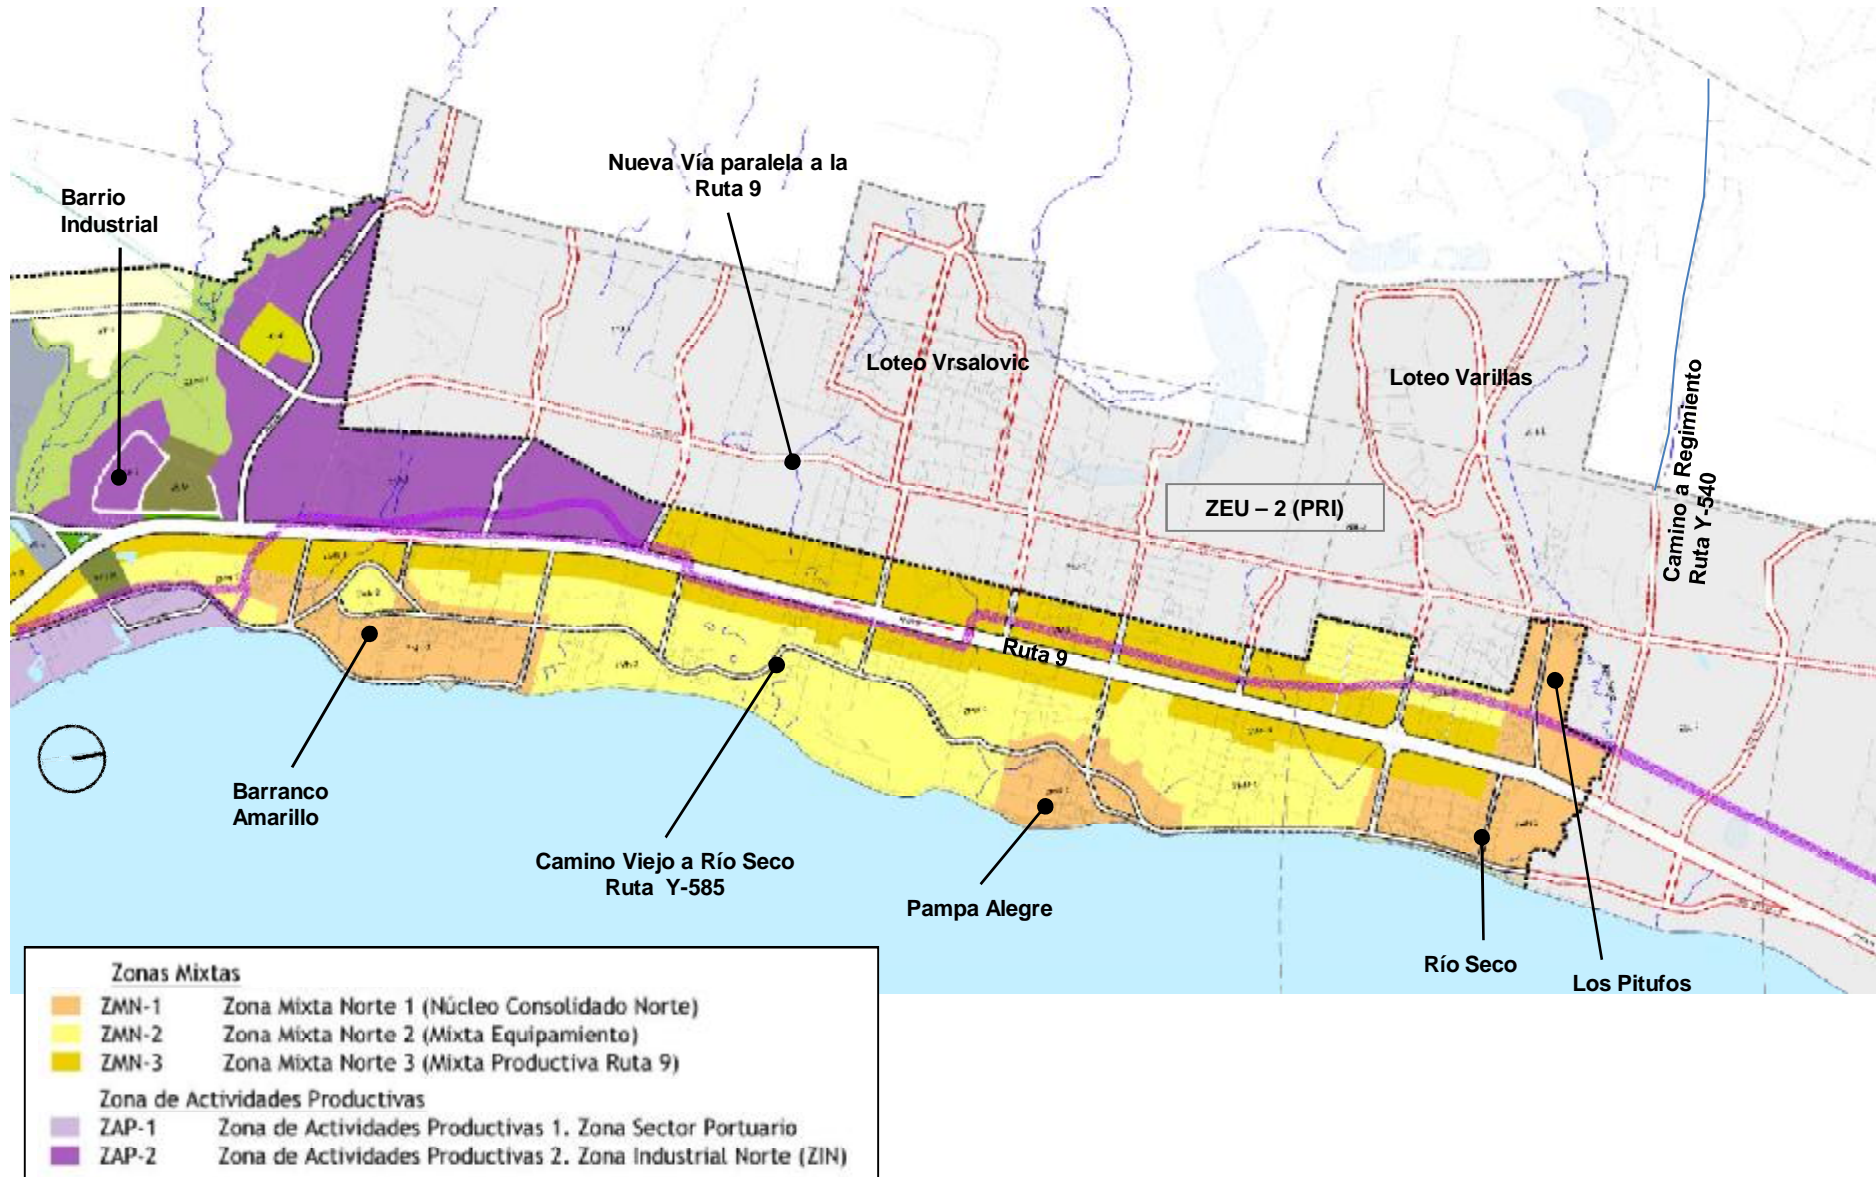 Nueva Vía paralela a la
Ruta 9
Barrio
Industrial
Loteo Vrsalovic
Loteo Varillas
Camino a Regimiento
Ruta Y-540
ZEU – 2 (PRI)
Ruta 9
Barranco
Amarillo
Camino Viejo a Río Seco
Ruta Y-585
Pampa Alegre
Río Seco
Los Pitufos
Zonas Mixtas
ZMN-1 Zona Mixta Norte 1 (Núcleo Consolidado Norte)
ZMN-2 Zona Mixta Norte 2 (Mixta Equipamiento)
ZMN-3 Zona Mixta Norte 3 (Mixta Productiva Ruta 9)
Zona de Actividades Productivas
ZAP-1 Zona de Actividades Productivas 1. Zona Sector Portuario
ZAP-2 Zona de Actividades Productivas 2. Zona Industrial Norte (ZIN)